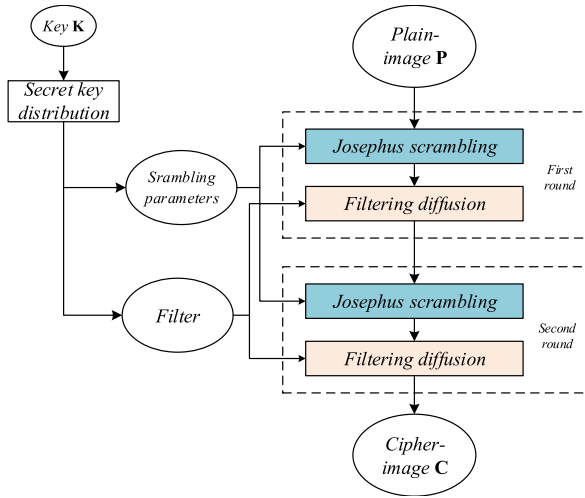 Key K
Secret key
distribution
Srambling
parameters
Filter
Plain-
image P
Josephus scrambling
Filtering diffusion
First
round
Josephus scrambling
Filtering diffusion
Second
round
Cipher-
image C